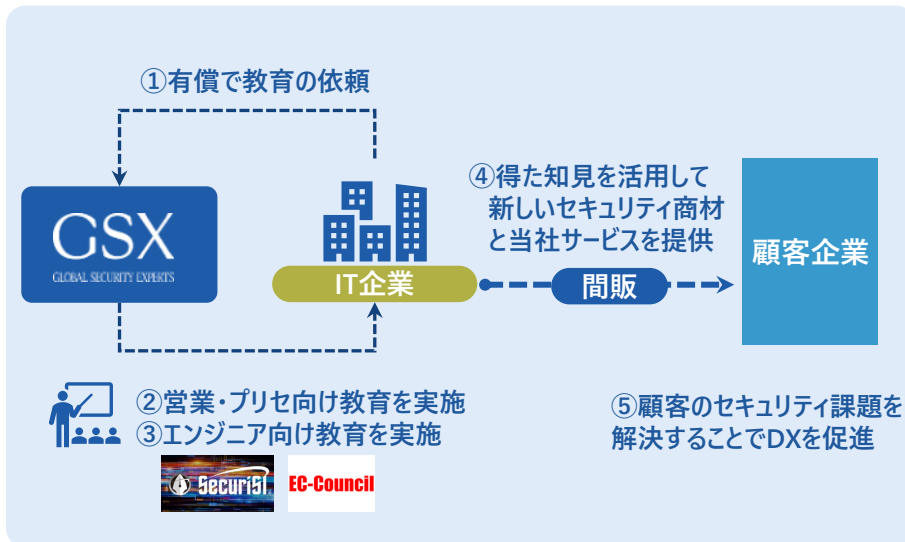 ①有償で教育の依頼
GSX
GLOBAL SECURITY EXPERTS
IT企業
④得た知見を活用して
新しいセキュリティ商材
と当社サービスを提供
間販
顧客企業
②営業・プリセ向け教育を実施
③エンジニア向け教育を実施
SecuriST
EC-Council
⑤顧客のセキュリティ課題を
解決することでDXを促進